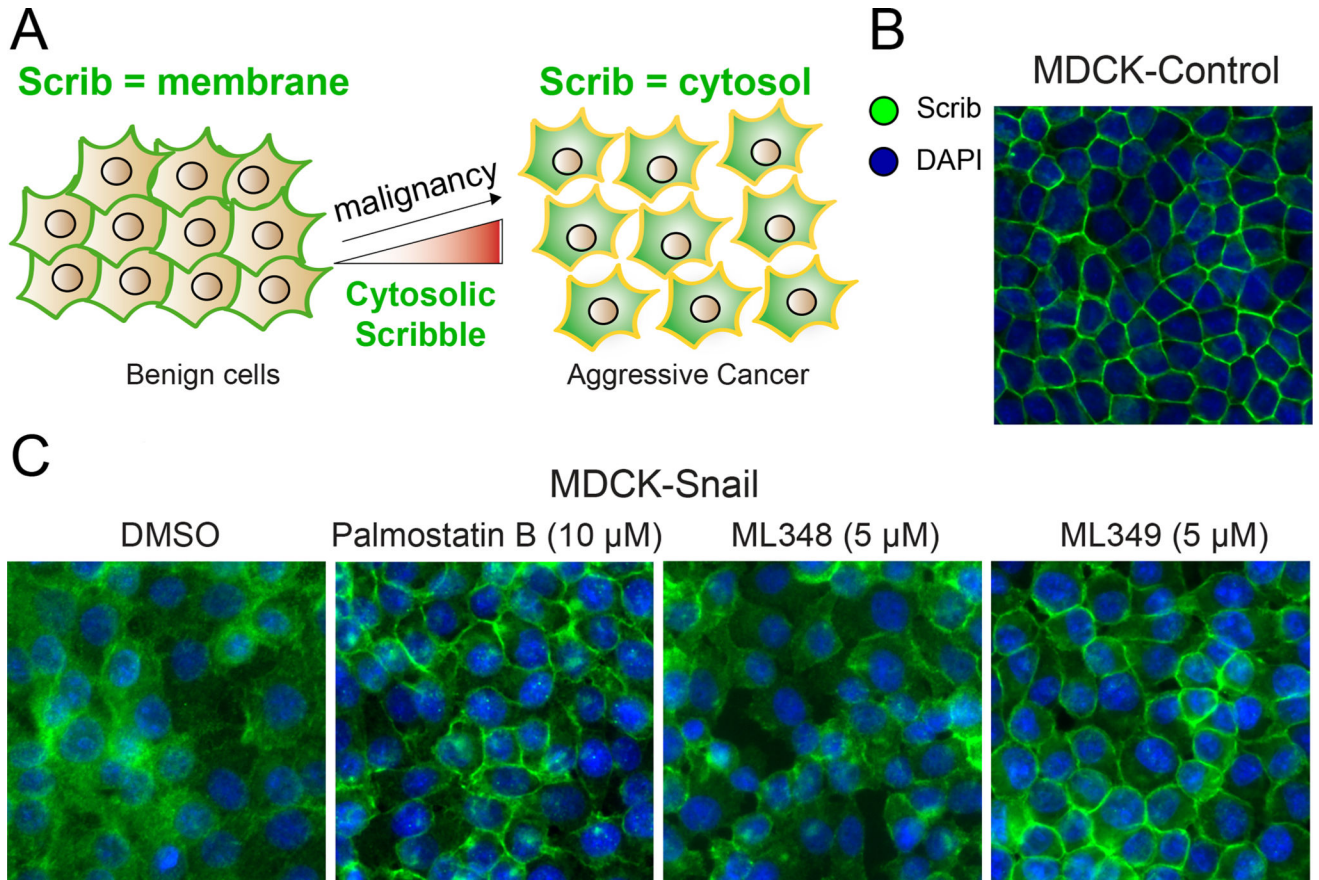 A
Scrib = membrane
Scrib = cytosol
malignancy
Cytosolic
Scribble
Benign cells
Aggressive Cancer
B
MDCK-Control
Scrib
DAPI
C
MDCK-Snail
DMSO
Palmostatin B (10 µM)
ML348 (5 µM)
ML349 (5 µM)